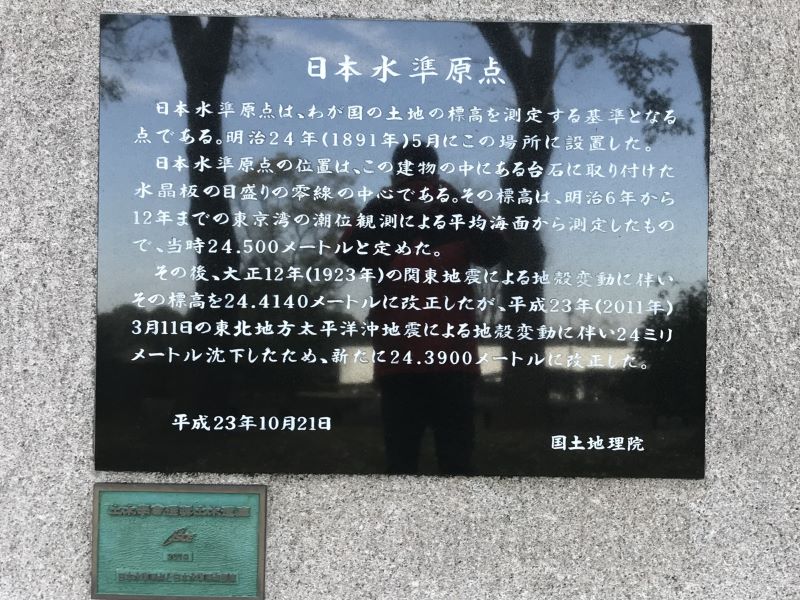 日本水準原点
日本水準原点は、わが国の土地の標高を測定する基準となる
点である。明治24年(1891年)5月にこの場所に設置した。
日本水準原点の位置は、この建物の中にある台石に取り付けた
水晶板の目盛りの零線の中心である。その標高は、明治6年から
12年までの東京湾の潮位観測による平均海面から測定したもの
で、当時24.500メートルと定めた。
その後、大正12年(1923年)の関東地震による地殻変動に伴い
その標高を24.4140メートルに改正したが、平成23年(2011年)
3月11日の東北地方太平洋沖地震による地殻変動に伴い24ミリ
メートル沈下したため、新たに24.3900メートルに改正した。
平成23年10月21日
国土地理院
土木学会選奨土木遺産